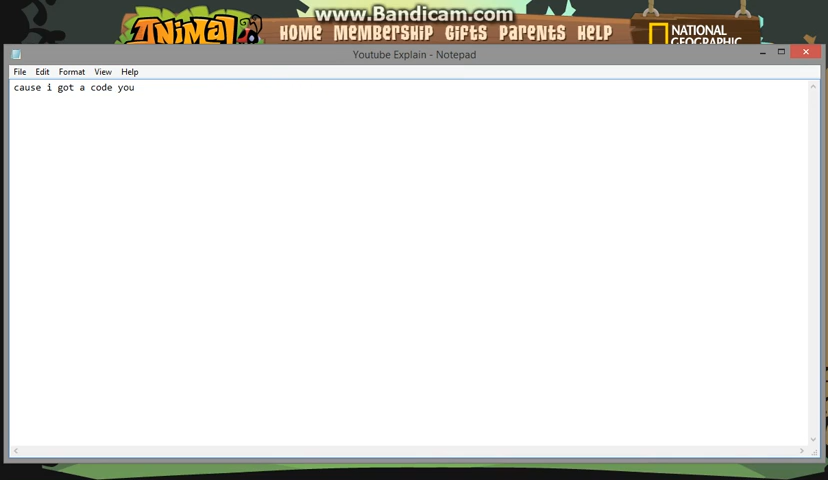 www.Bandicam.com
ANIMAL
HOME MEMBERSHIP GIFTS PARENTS HELP
NATIONAL
GEOGRAPHIC
Youtube Explain - Notepad
File Edit Format View Help
cause i got a code you